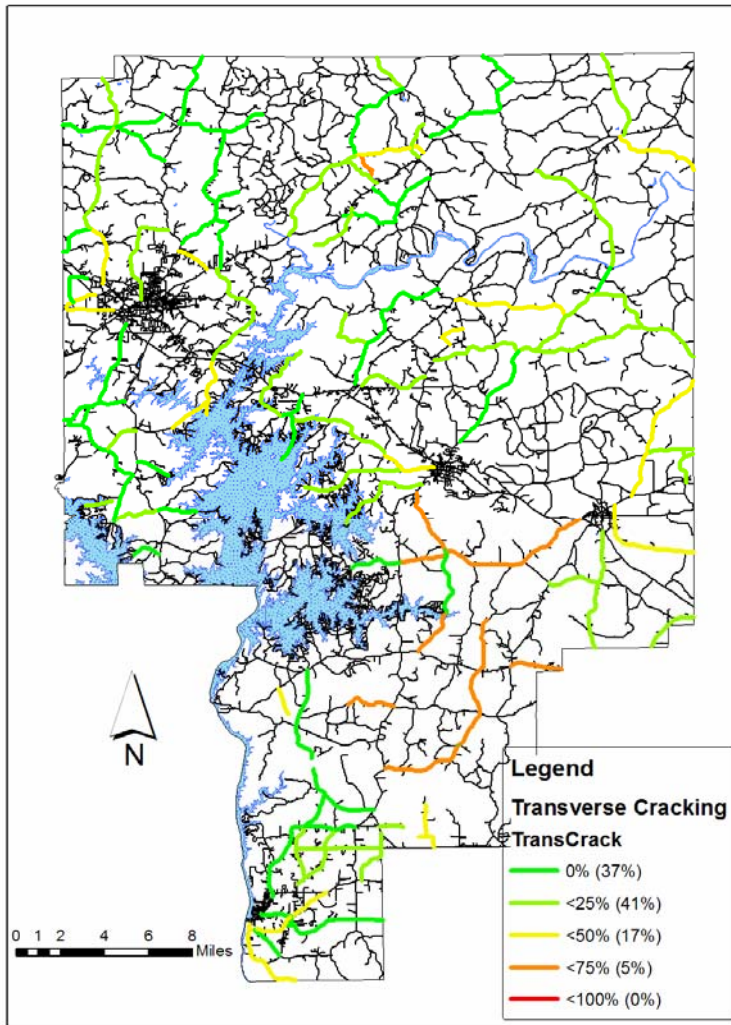 N
0 1 2 4 6 8
Miles
Legend
Transverse Cracking
TransCrack
0% (37%)
<25% (41%)
<50% (17%)
<75% (5%)
<100% (0%)